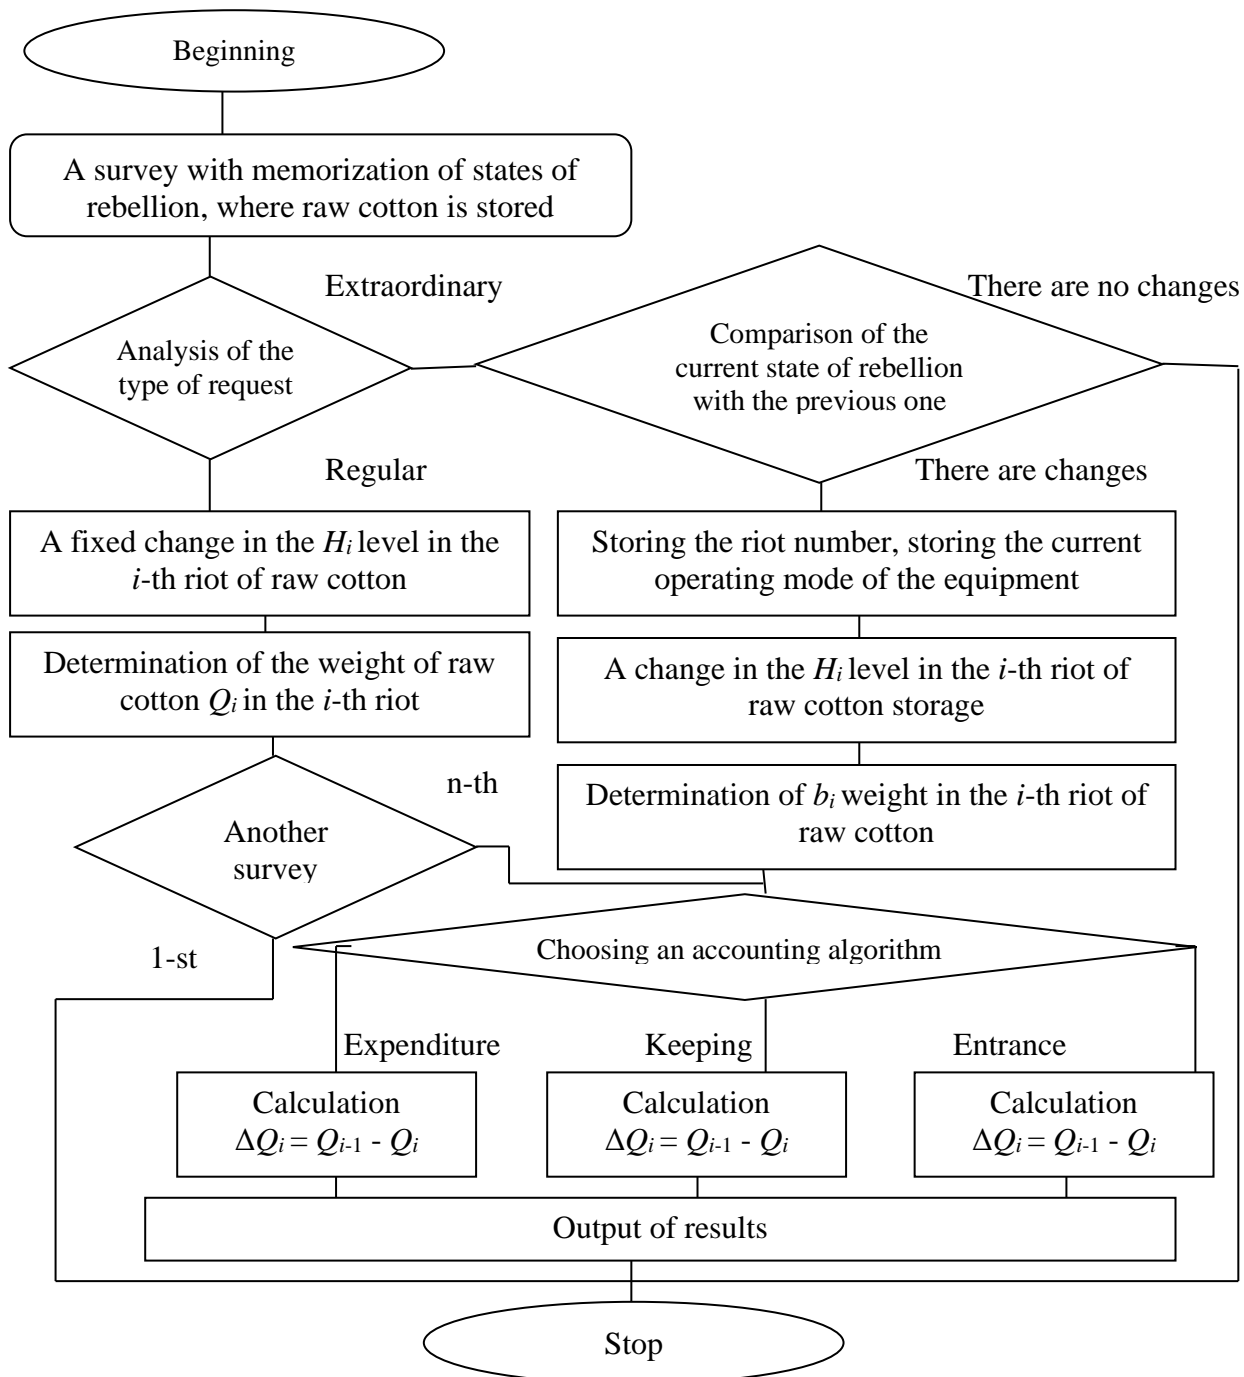 Beginning
A survey with memorization of states of
rebellion, where raw cotton is stored
Extraordinary
There are no changes
Analysis of the
type of request
Comparison of the
current state of rebellion
with the previous one
Regular
There are changes
A fixed change in the Hi level in the
i-th riot of raw cotton
Storing the riot number, storing the current
operating mode of the equipment
Determination of the weight of raw
cotton Qi in the i-th riot
A change in the Hi level in the i-th riot of
raw cotton storage
n-th
Determination of bi weight in the i-th riot of
raw cotton
Another
survey
1-st
Choosing an accounting algorithm
Expenditure
Keeping
Entrance
Calculation
ΔQi = Qi-1 - Qi
Calculation
ΔQi = Qi-1 - Qi
Calculation
ΔQi = Qi-1 - Qi
Output of results
Stop